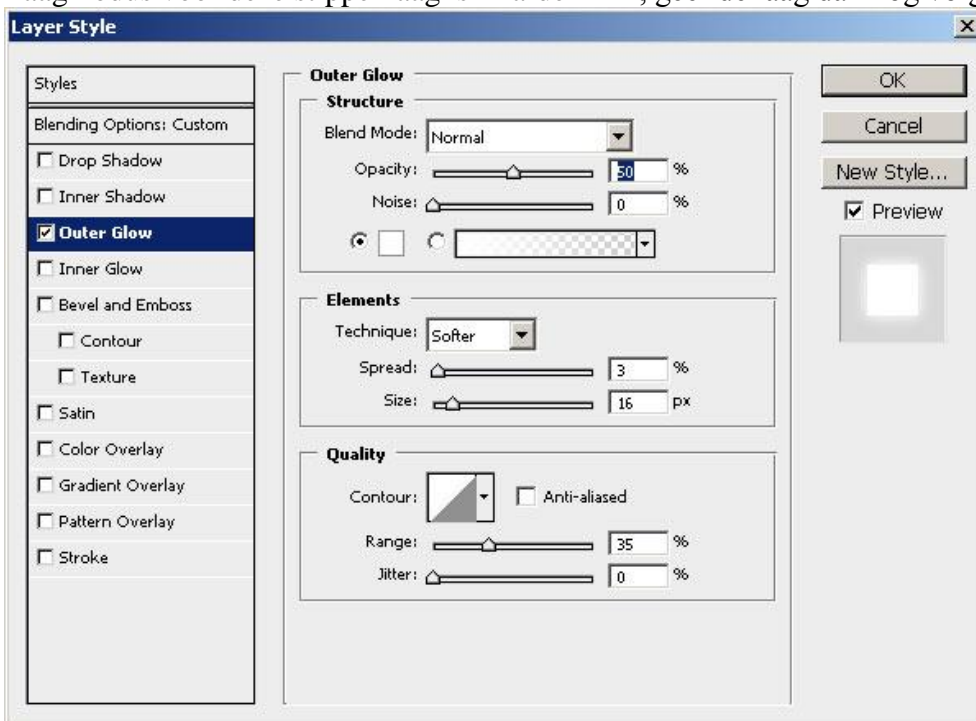 Layer Style
Styles
Blending Options: Custom
Drop Shadow
Inner Shadow
Outer Glow
Inner Glow
Bevel and Emboss
Contour
Texture
Satin
Color Overlay
Gradient Overlay
Pattern Overlay
Stroke
Outer Glow
Structure
Blend Mode: Normal
Opacity: 50 %
Noise: 0 %
Elements
Technique: Softer
Spread: 3 %
Size: 16 px
Quality
Contour: Anti-aliased
Range: 35 %
Jitter: 0 %
OK
Cancel
New Style...
Preview